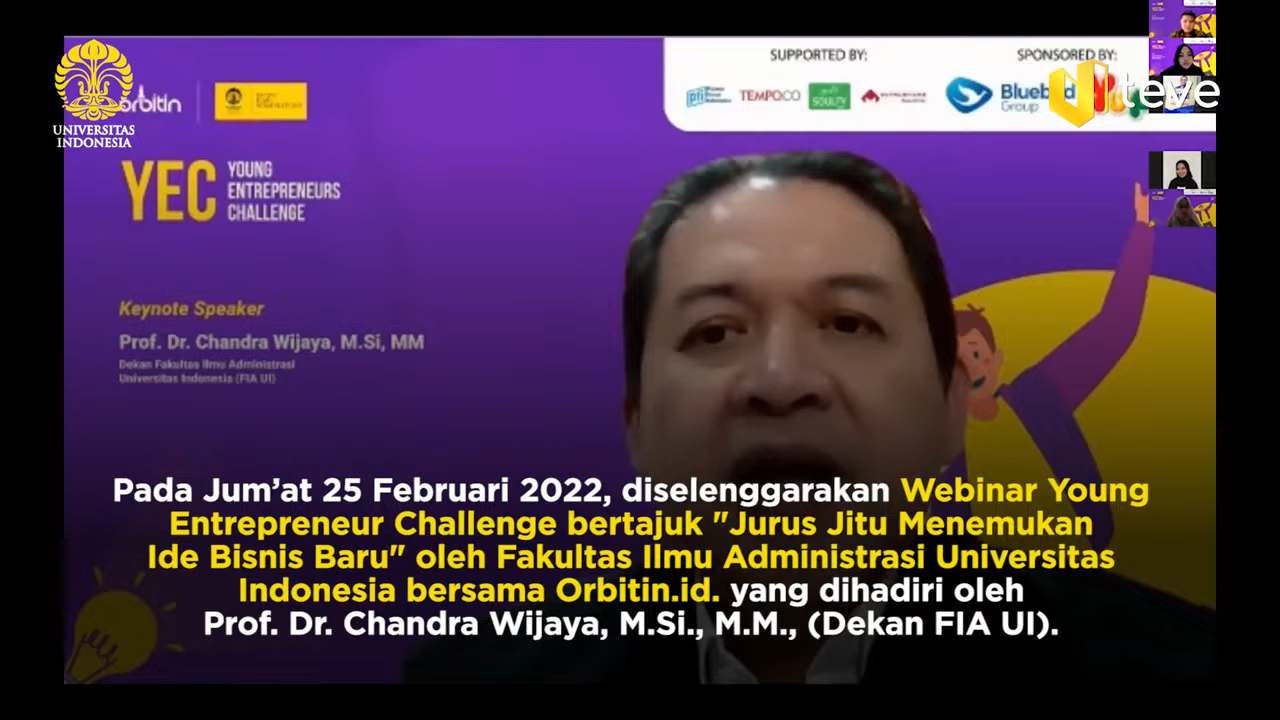 UNIVERSITAS
INDONESIA
orbitin
YEC
YOUNG
ENTREPRENEURS
CHALLENGE
SUPPORTED BY:
SPONSORED BY:
pfi
TEMPO.CO
SOULTY
Bluebird
Group
teve
Keynote Speaker
Prof. Dr. Chandra Wijaya, M.Si, MM
Dekan Fakultas Ilmu Administrasi
Universitas Indonesia (FIA UI)
Pada Jum’at 25 Februari 2022, diselenggarakan Webinar Young
Entrepreneur Challenge bertajuk "Jurus Jitu Menemukan
Ide Bisnis Baru" oleh Fakultas Ilmu Administrasi Universitas
Indonesia bersama Orbitin.id. yang dihadiri oleh
Prof. Dr. Chandra Wijaya, M.Si., M.M., (Dekan FIA UI).